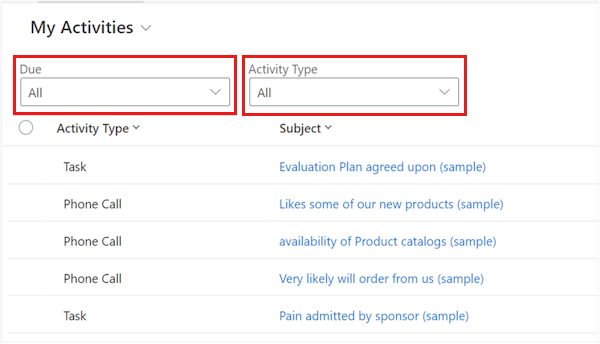 My Activities
Due Activity Type
All All
Activity Type Subject
Task Evaluation Plan agreed upon (sample)
Phone Call Likes some of our new products (sample)
Phone Call availability of Product catalogs (sample)
Phone Call Very likely will order from us (sample)
Task Pain admitted by sponsor (sample)